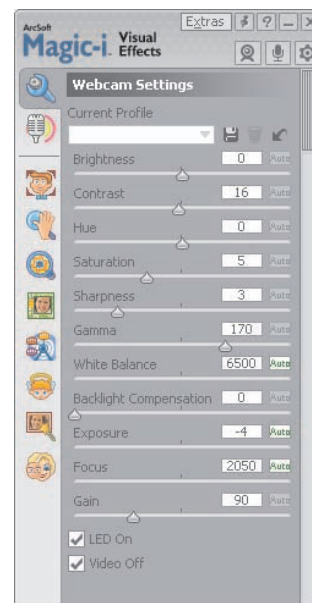 Extras ? _ X
ArcSoft
Magic-i. Visual Effects
Webcam Settings
Current Profile
Brightness 0 Auto
Contrast 16 Auto
Hue 0 Auto
Saturation 5 Auto
Sharpness 3 Auto
Gamma 170 Auto
White Balance 6500 Auto
Backlight Compensation 0 Auto
Exposure -4 Auto
Focus 2050 Auto
Gain 90 Auto
LED On
Video Off